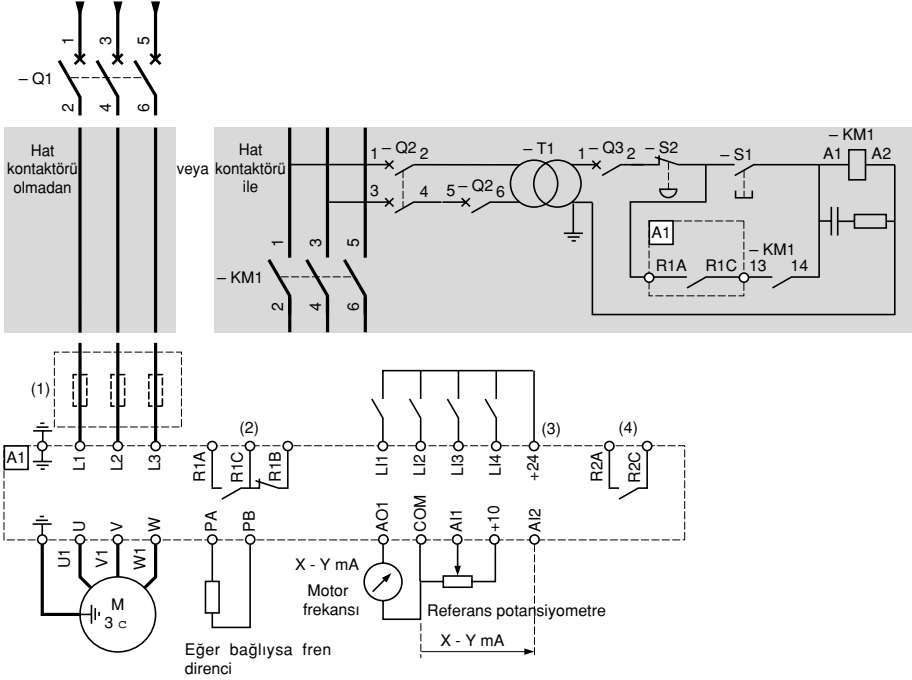 1
3
5
– Q1
2
4
6
Hat
kontaktörü
olmadan
veya
Hat
kontaktörü
ile
1
– Q2
2
– T1
1
– Q3
2
– S2
– S1
– KM1
A1
A2
3
4
5
– Q2
6
A1
R1A
R1C
– KM1
13
14
1
3
5
– KM1
2
4
6
(1)
(2)
(3)
(4)
A1
L1
L2
L3
R1A
R1C
R1B
LI1
LI2
LI3
LI4
+24
R2A
R2C
U
V
W
PA
PB
AO1
COM
AI1
+10
AI2
U1
V1
W1
M
3
X - Y mA
Motor
frekansı
Referans potansiyometre
X - Y mA
Eğer bağlıysa fren
direnci